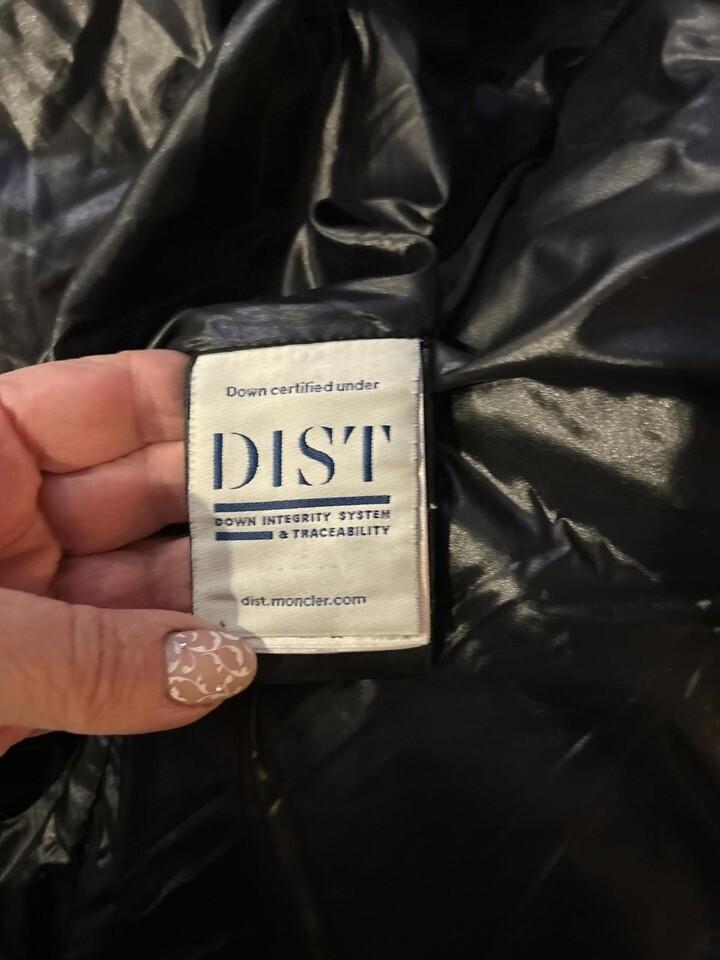 Down certified under
DIST
DOWN INTEGRITY SYSTEM
& TRACEABILITY
dist.moncler.com